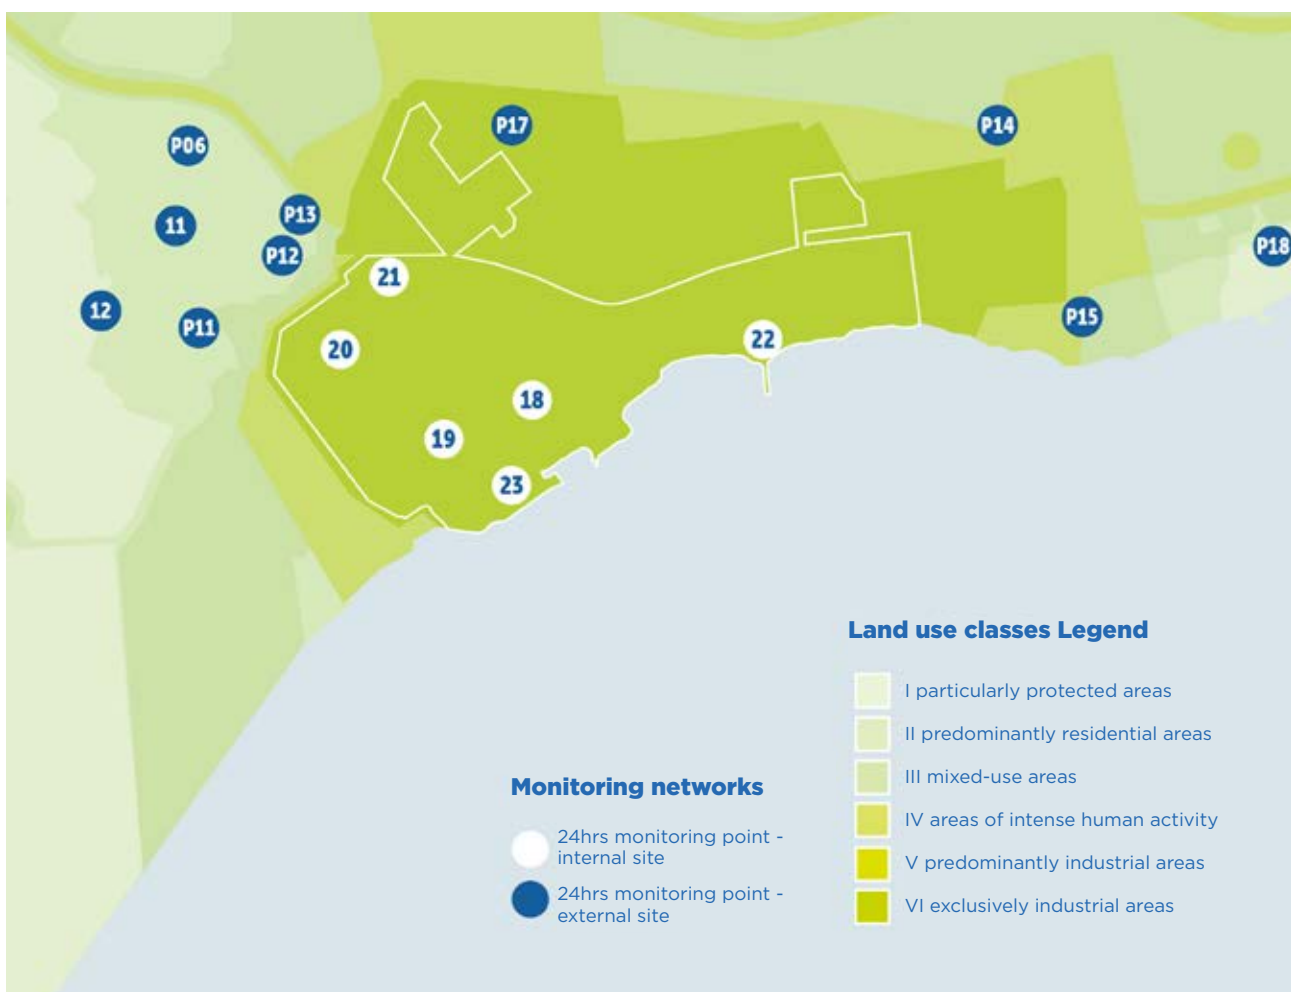 P06
P17
P14
11
P13
P12
P18
21
12
P11
P15
20
22
18
19
23
Land use classes Legend
I particularly protected areas
II predominantly residential areas
III mixed-use areas
IV areas of intense human activity
V predominantly industrial areas
VI exclusively industrial areas
Monitoring networks
24hrs monitoring point -
internal site
24hrs monitoring point -
external site